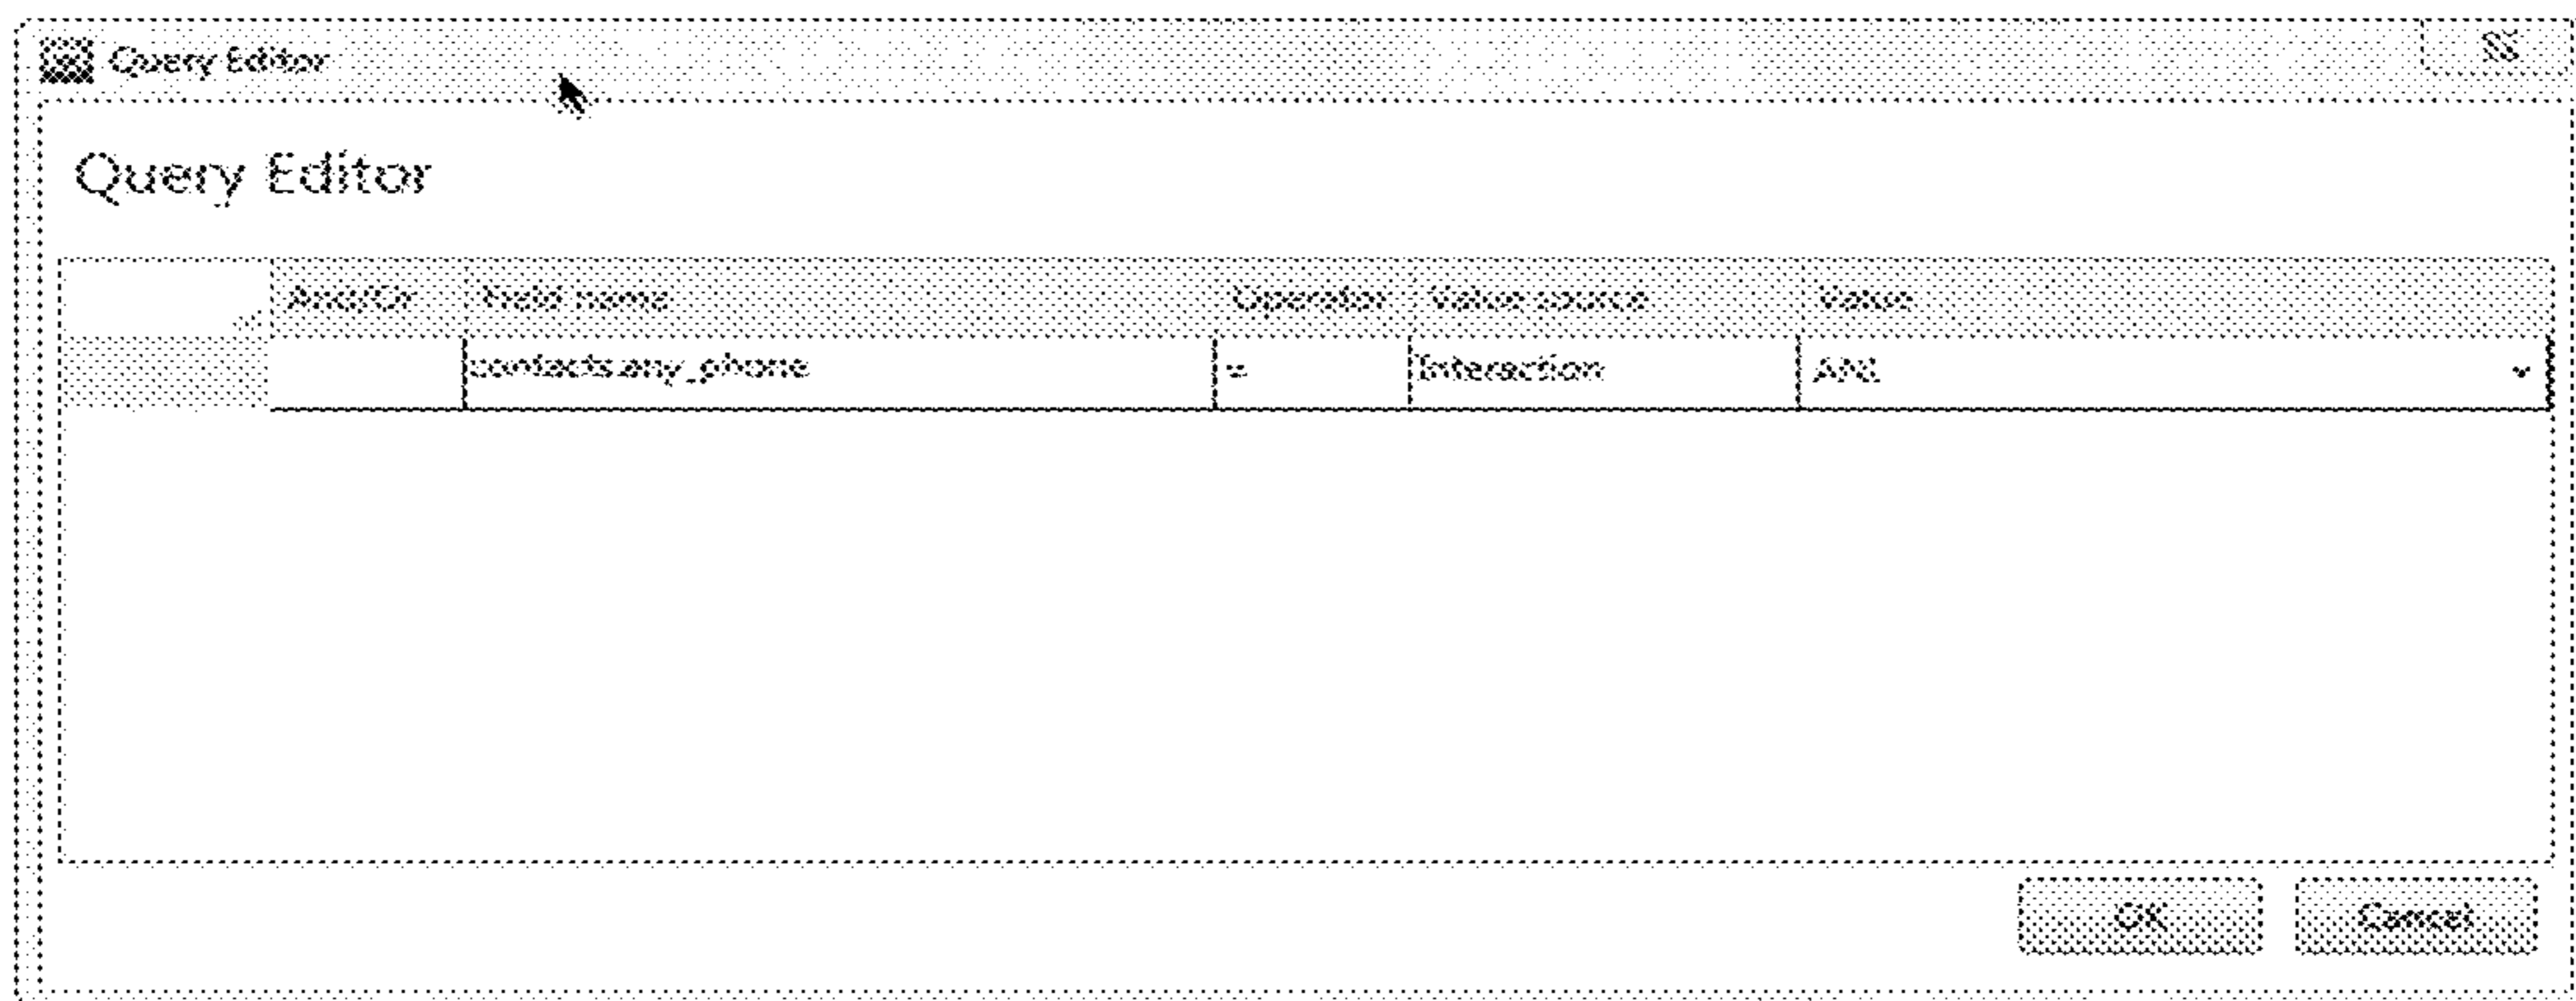 Query Editor
Query Editor
And/Or Field name Operator Value source Value
contacts.any_phone = Interaction ANI
OK Cancel